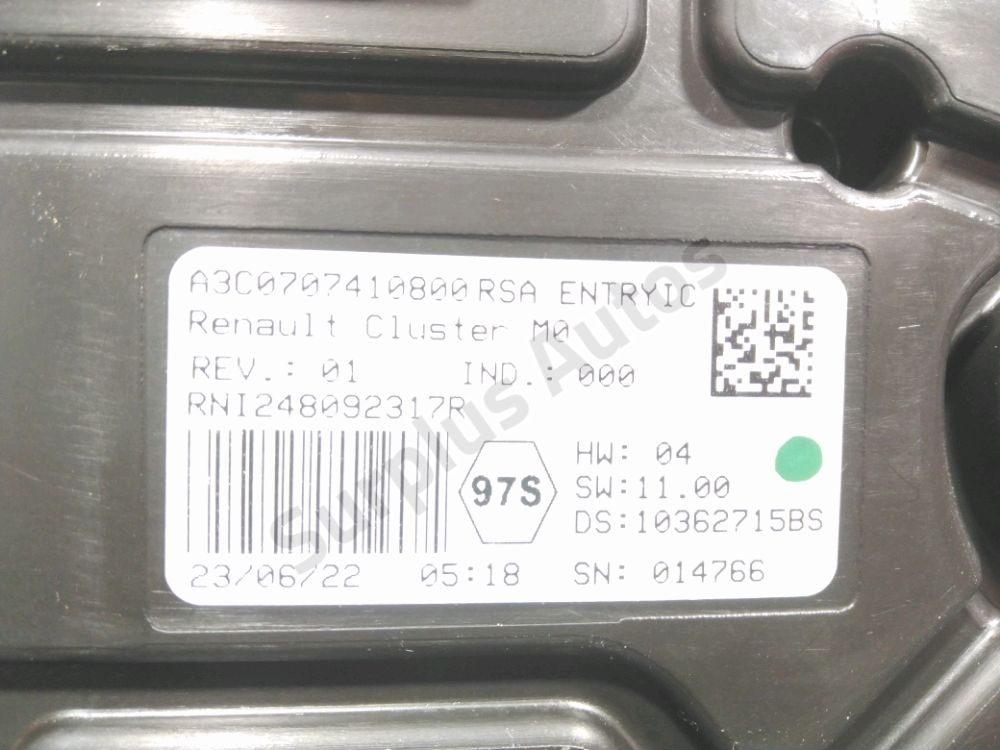 A3C0707410800 RSA ENTRYIC
Renault Cluster M0
REV.: 01 IND.: 000
RNI248092317R
97S
HW: 04
SW:11.00
DS:10362715BS
23/06/22 05:18 SN: 014766
Surplus Autos